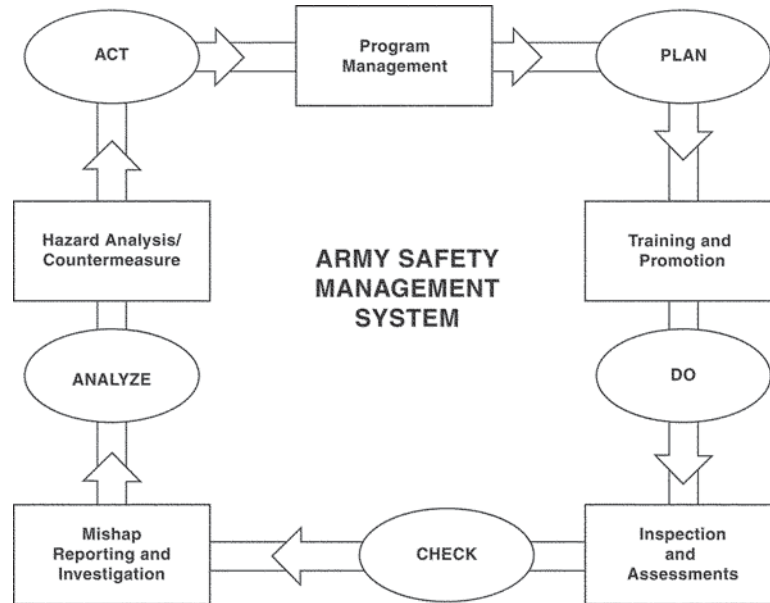 ACT
Program
Management
PLAN
Hazard Analysis/
Countermeasure
ARMY SAFETY
MANAGEMENT
SYSTEM
Training and
Promotion
ANALYZE
DO
Mishap
Reporting and
Investigation
CHECK
Inspection
and
Assessments